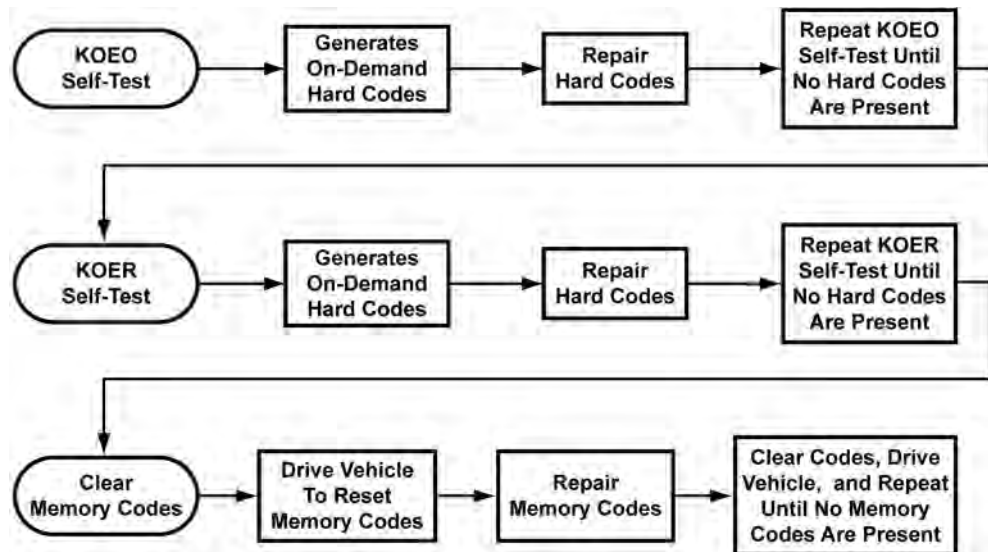 KOEO
Self-Test
Generates
On-Demand
Hard Codes
Repair
Hard Codes
Repeat KOEO
Self-Test Until
No Hard Codes
Are Present
KOER
Self-Test
Generates
On-Demand
Hard Codes
Repair
Hard Codes
Repeat KOER
Self-Test Until
No Hard Codes
Are Present
Clear
Memory Codes
Drive Vehicle
To Reset
Memory Codes
Repair
Memory Codes
Clear Codes, Drive
Vehicle, and Repeat
Until No Memory
Codes Are Present